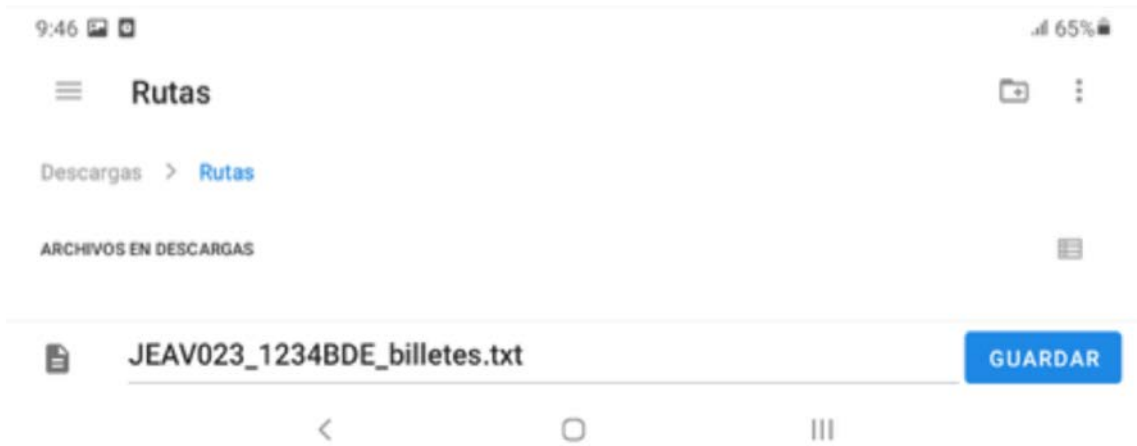 9:46 65%
Rutas
Descargas > Rutas
ARCHIVOS EN DESCARGAS
JEAV023_1234BDE_billetes.txt GUARDAR